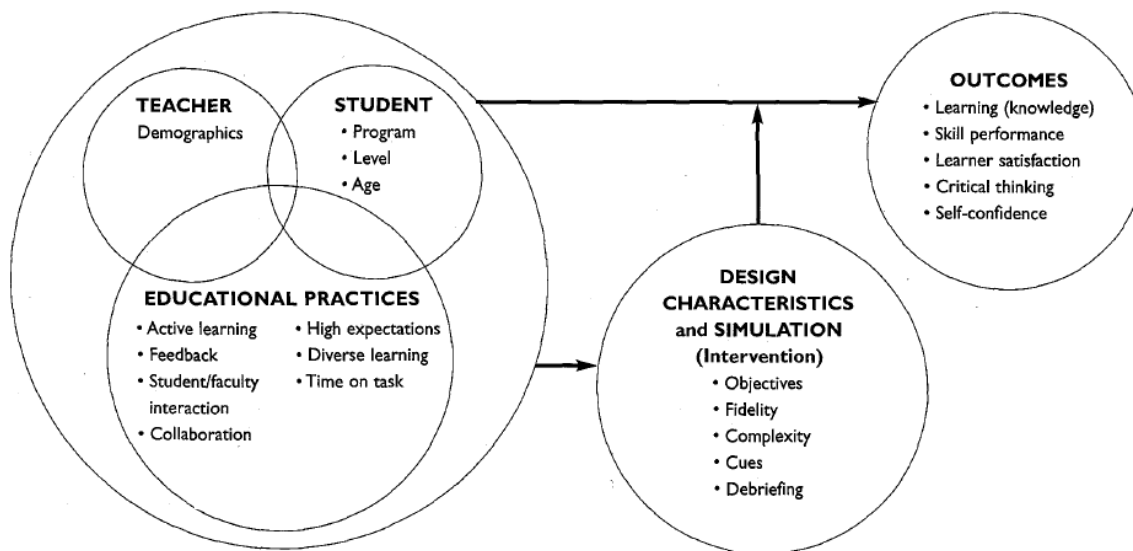 TEACHER
Demographics
STUDENT
• Program
• Level
• Age
EDUCATIONAL PRACTICES
• Active learning
• Feedback
• Student/faculty
interaction
• Collaboration
• High expectations
• Diverse learning
• Time on task
DESIGN
CHARACTERISTICS
and SIMULATION
(Intervention)
• Objectives
• Fidelity
• Complexity
• Cues
• Debriefing
OUTCOMES
• Learning (knowledge)
• Skill performance
• Learner satisfaction
• Critical thinking
• Self-confidence